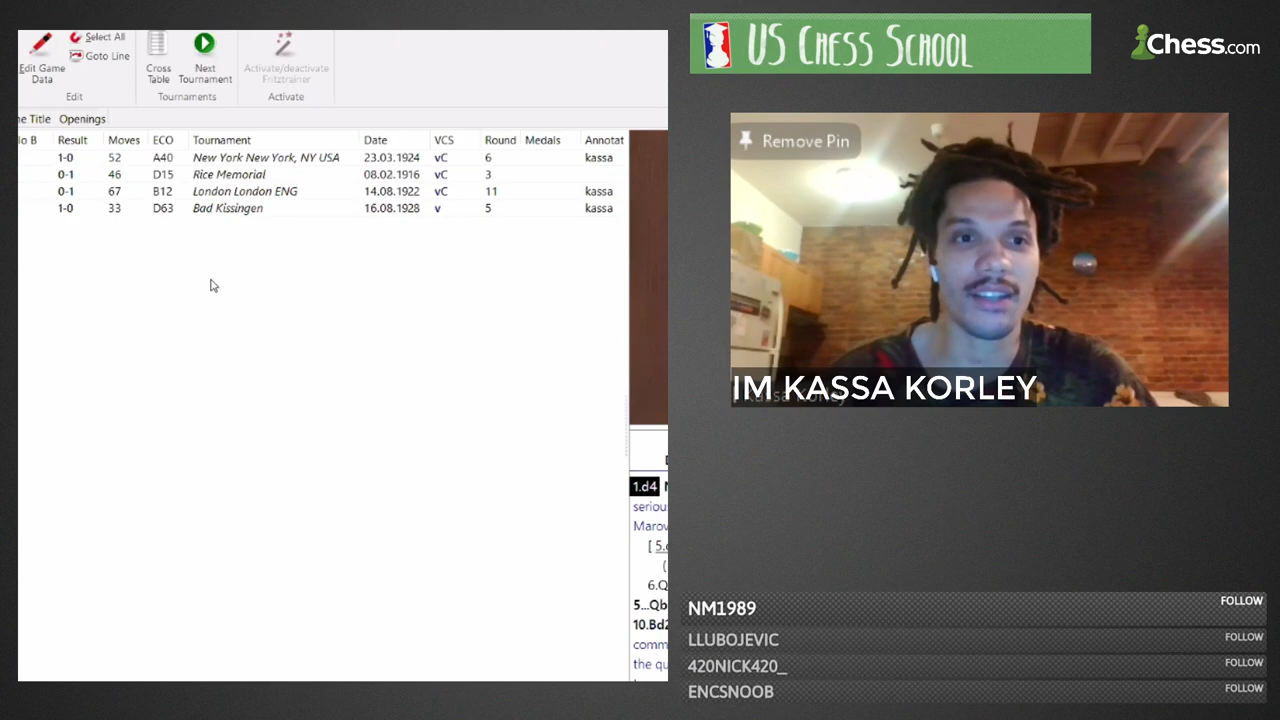 US CHESS SCHOOL
Chess.com
Select All
Goto Line
Edit Game Data
Cross Table
Next Tournament
Activate/deactivate Fritztrainer
Edit
Tournaments
Activate
ne Title Openings
lo B Result Moves ECO Tournament Date VCS Round Medals Annotat
1-0 52 A40 New York New York, NY USA 23.03.1924 vC 6 kassa
0-1 46 D15 Rice Memorial 08.02.1916 vC 3
0-1 67 B12 London London ENG 14.08.1922 vC 11 kassa
1-0 33 D63 Bad Kissingen 16.08.1928 v 5 kassa
Remove Pin
IM KASSA KORLEY
1.d4
seriou
Marov
[ 5.
(
6.Q
5...Qb
10.Bd2
comm
the qu
NM1989 FOLLOW
LLUBOJEVIC FOLLOW
420NICK420_ FOLLOW
ENCSNOOB FOLLOW